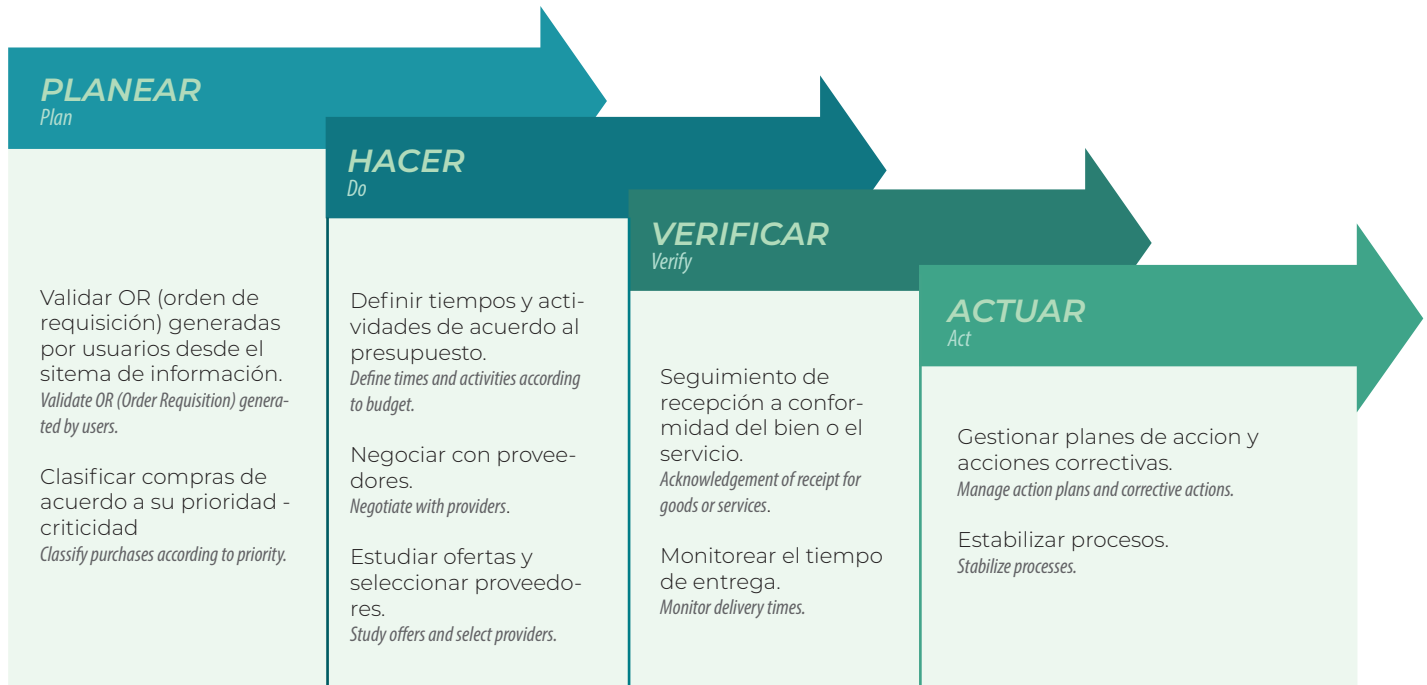 PLANEAR
Plan
Validar OR (orden de
requisición) generadas
por usuarios desde el
sitema de información.
Validate OR (Order Requisition) genera-
ted by users.
Clasificar compras de
acuerdo a su prioridad -
criticidad
Classify purchases according to priority.
HACER
Do
Definir tiempos y acti-
vidades de acuerdo al
presupuesto.
Define times and activities according
to budget.
Negociar con provee-
dores.
Negotiate with providers.
Estudiar ofertas y
seleccionar proveedo-
res.
Study offers and select providers.
VERIFICAR
Verify
Seguimiento de
recepción a confor-
midad del bien o el
servicio.
Acknowledgement of receipt for
goods or services.
Monitorear el tiempo
de entrega.
Monitor delivery times.
ACTUAR
Act
Gestionar planes de accion y
acciones correctivas.
Manage action plans and corrective actions.
Estabilizar procesos.
Stabilize processes.